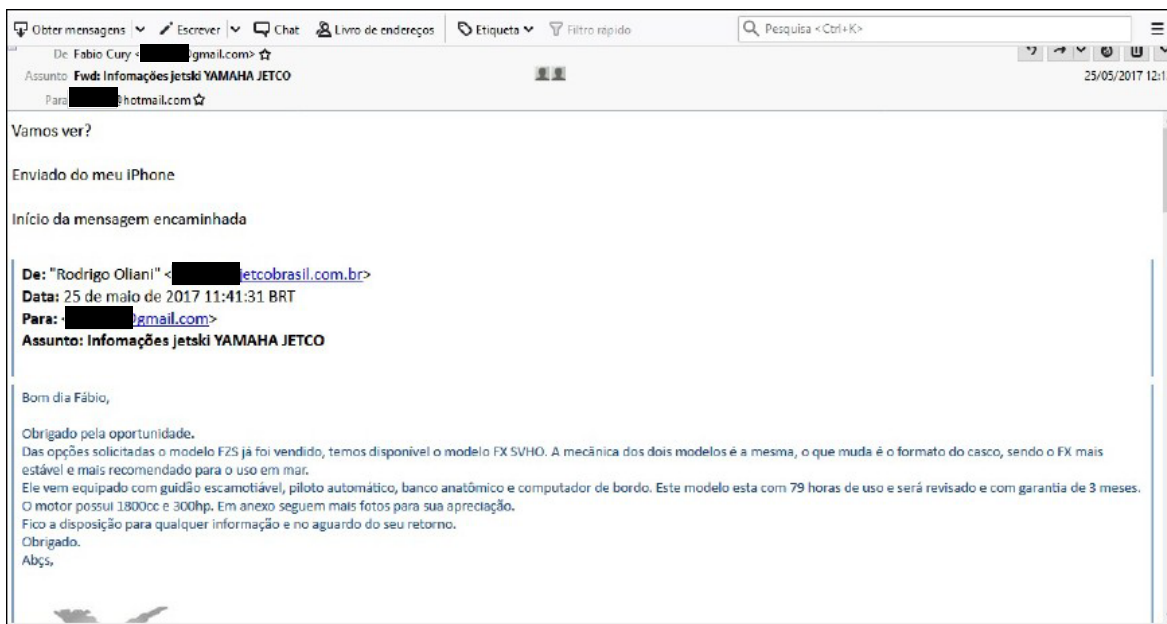 Obter mensagens Escrever Chat Livro de endereços Etiqueta Filtro rápido Pesquisa <Ctrl+K>
De Fabio Cury < @gmail.com>
Assunto Fwd: Infomações jetski YAMAHA JETCO 25/05/2017 12:1
Para @hotmail.com
Vamos ver?
Enviado do meu iPhone
Início da mensagem encaminhada
De: "Rodrigo Oliani" < jetcobrasil.com.br>
Data: 25 de maio de 2017 11:41:31 BRT
Para: < @gmail.com>
Assunto: Infomações jetski YAMAHA JETCO
Bom dia Fábio,
Obrigado pela oportunidade.
Das opções solicitadas o modelo FZS já foi vendido, temos disponível o modelo FX SVHO. A mecânica dos dois modelos é a mesma, o que muda é o formato do casco, sendo o FX mais
estável e mais recomendado para o uso em mar.
Ele vem equipado com guidão escamotiável, piloto automático, banco anatômico e computador de bordo. Este modelo esta com 79 horas de uso e será revisado e com garantia de 3 meses.
O motor possui 1800cc e 300hp. Em anexo seguem mais fotos para sua apreciação.
Fico a disposição para qualquer informação e no aguardo do seu retorno.
Obrigado.
Abçs,